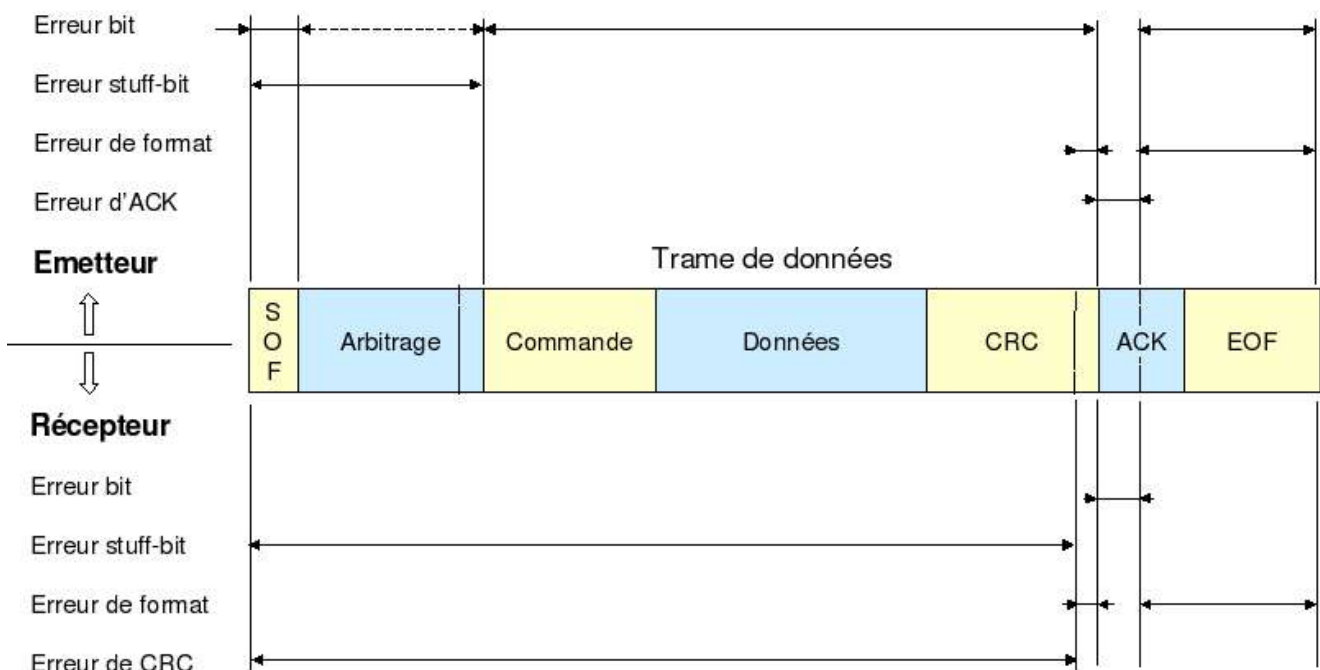 Erreur bit
Erreur stuff-bit
Erreur de format
Erreur d'ACK
Emetteur
Trame de données
SOF
Arbitrage
Commande
Données
CRC
ACK
EOF
Récepteur
Erreur bit
Erreur stuff-bit
Erreur de format
Erreur de CRC